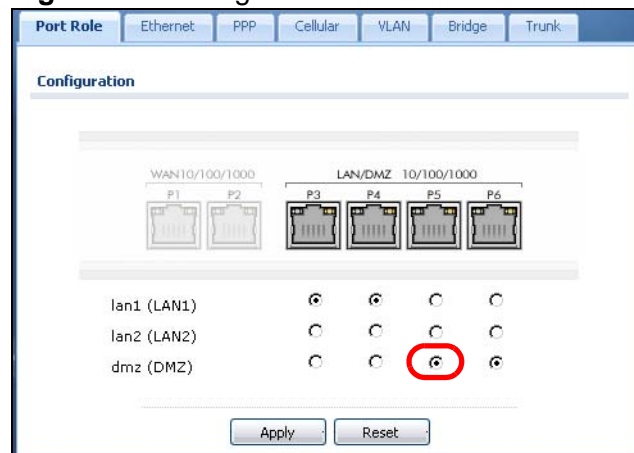 Port Role Ethernet PPP Cellular VLAN Bridge Trunk
Configuration
WAN10/100/1000 LAN/DMZ 10/100/1000
P1 P2 P3 P4 P5 P6
lan1 (LAN1)
lan2 (LAN2)
dmz (DMZ)
Apply Reset